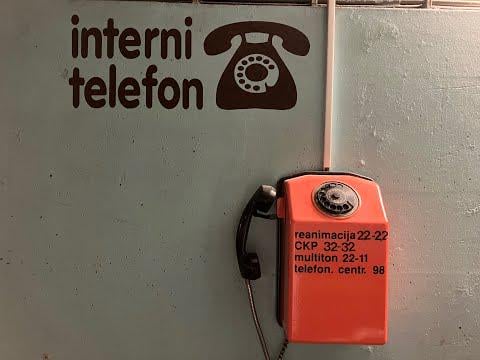 interni
telefon
reanimacija 22-22
CKP 32-32
multiton 22-11
telefon. centr. 98